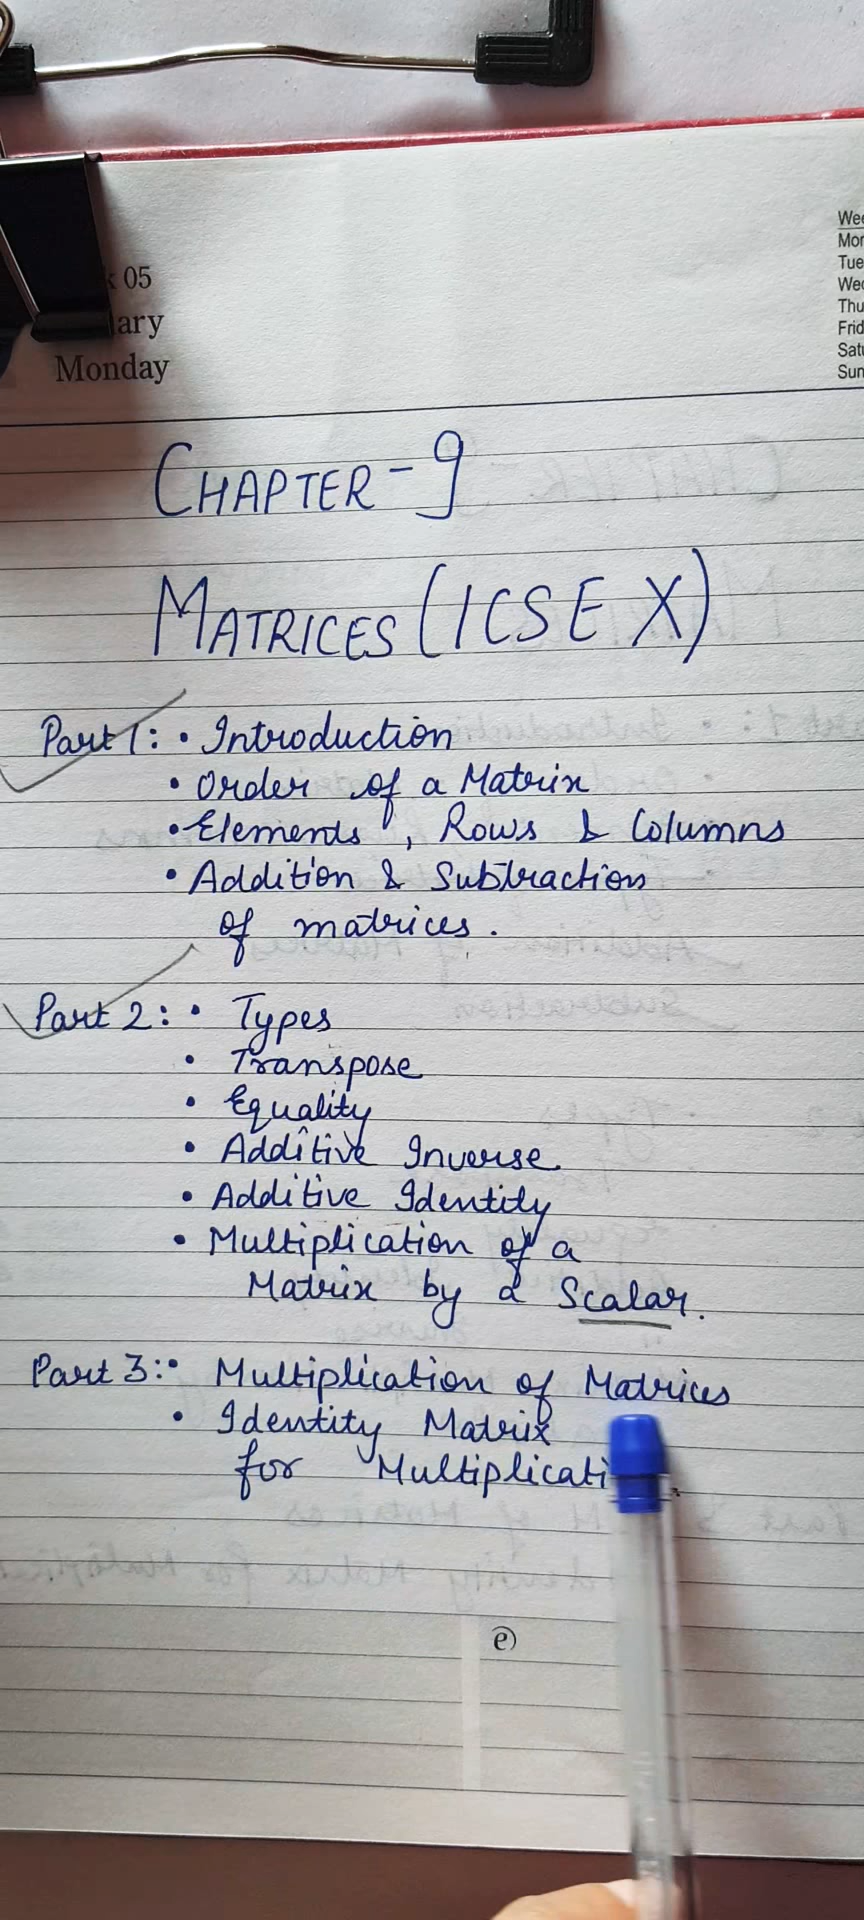 05
Monday
Wee
Mon
Tue
Wed
Thu
Frid
Satu
Sun
CHAPTER-9
MATRICES (ICSE X)
Part 1: • Introduction
• Order of a Matrix
• Elements, Rows & Columns
• Addition & Subtraction
of matrices.
Part 2: • Types
• Transpose
• Equality
• Additive Inverse
• Additive Identity
• Multiplication of a
Matrix by a Scalar.
Part 3: • Multiplication of Matrices
• Identity Matrix
for Multiplicati